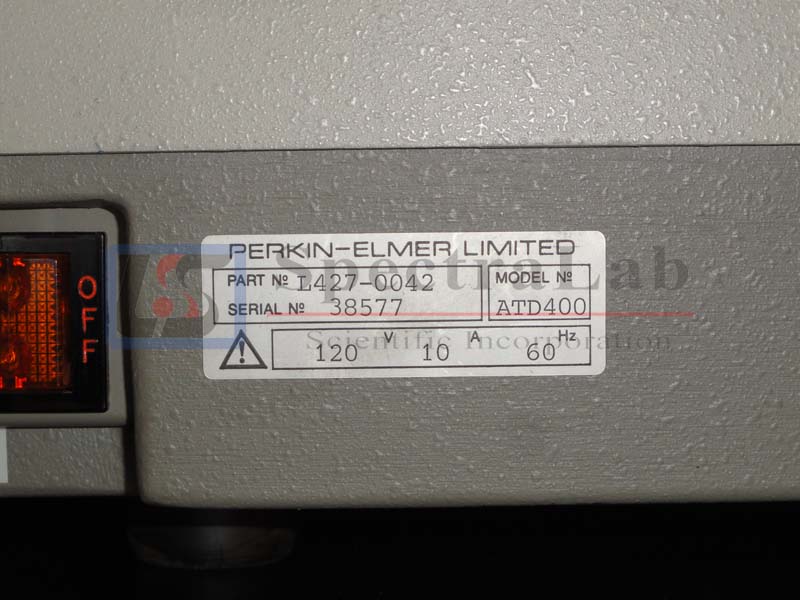 PERKIN-ELMER LIMITED
PART Nº L427-0042
MODEL Nº
SERIAL Nº 38577
ATD400
120 V 10 A 60 Hz
OFF
SpectraLab
Scientific Incorporation